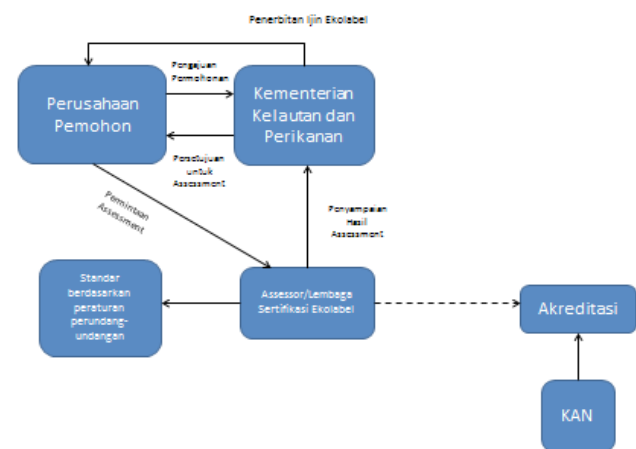 Penerbitan Ijin Ekolabel
Pengajuan
Permohonan
Perusahaan
Pemohon
Kementerian
Kelautan dan
Perikanan
Persetujuan
untuk
Assessment
Permintaan
Assessment
Penyampaian
Hasil
Assessment
Standar
berdasarkan
peraturan
perundang-
undangan
Assessor/Lembaga
Sertifikasi Ekolabel
Akreditasi
KAN